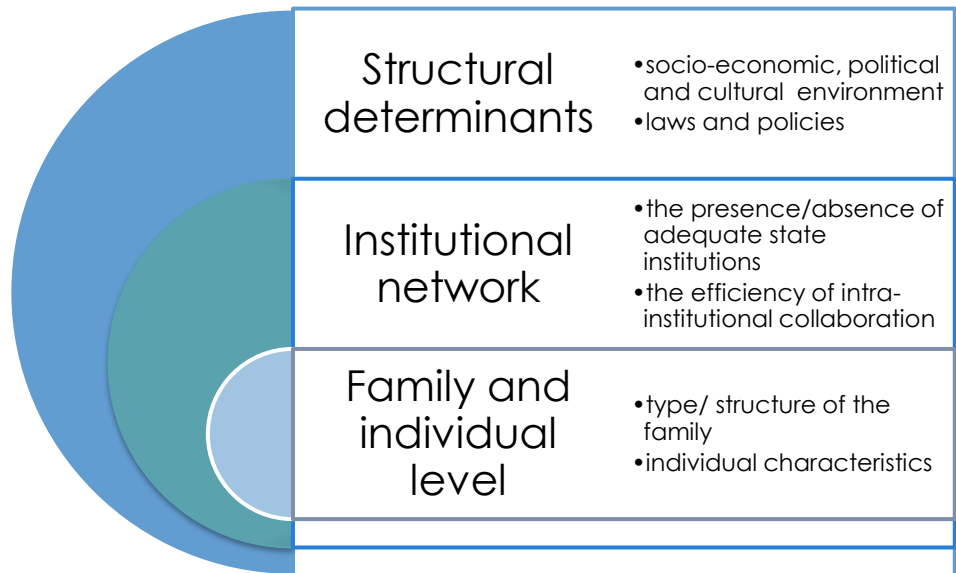 Structural
determinants
•socio-economic, political
and cultural environment
•laws and policies
Institutional
network
•the presence/absence of
adequate state
institutions
•the efficiency of intra-
institutional collaboration
Family and
individual
level
•type/ structure of the
family
•individual characteristics